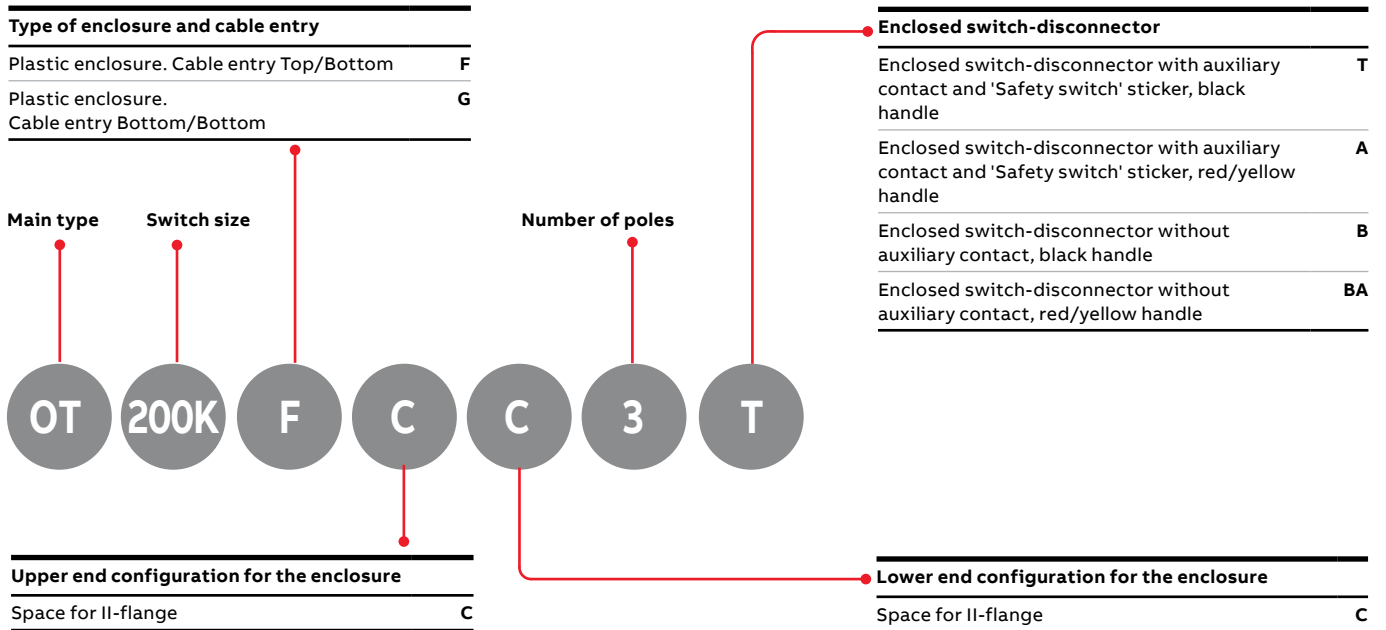 Type of enclosure and cable entry
Plastic enclosure. Cable entry Top/Bottom F
Plastic enclosure. G
Cable entry Bottom/Bottom
Enclosed switch-disconnector
Enclosed switch-disconnector with auxiliary T
contact and 'Safety switch' sticker, black
handle
Enclosed switch-disconnector with auxiliary A
contact and 'Safety switch' sticker, red/yellow
handle
Enclosed switch-disconnector without B
auxiliary contact, black handle
Enclosed switch-disconnector without BA
auxiliary contact, red/yellow handle
Main type
Switch size
Number of poles
OT 200K F C C 3 T
Upper end configuration for the enclosure
Space for II-flange C
Lower end configuration for the enclosure
Space for II-flange C